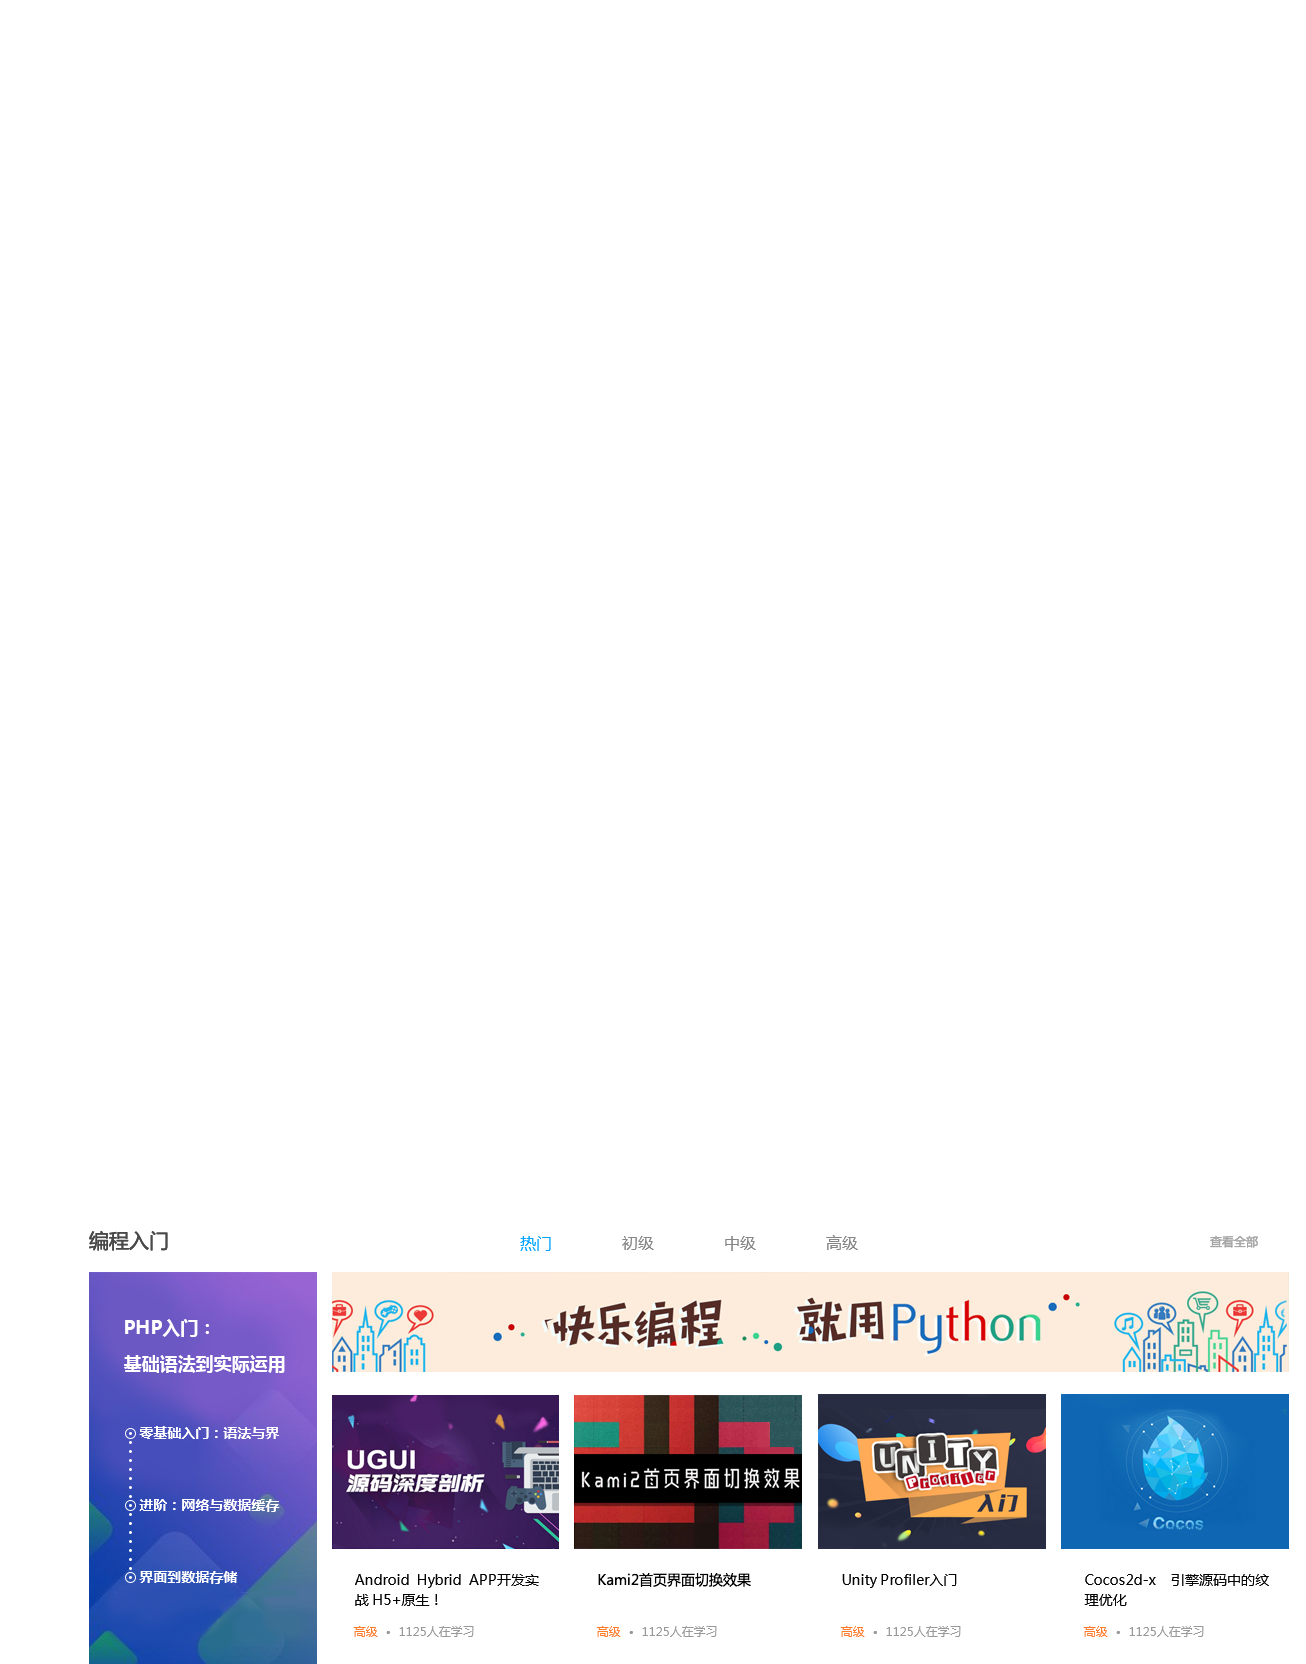 编程入门
热门
初级
中级
高级
查看全部
PHP入门：
基础语法到实际运用
零基础入门：语法与界
进阶：网络与数据缓存
界面到数据存储
快乐编程 就用Python
UGUI
源码深度剖析
Kami2首页界面切换效果
UNITY
Profiler
入门
Cocos
Android Hybrid APP开发实
战 H5+原生！
高级 • 1125人在学习
Kami2首页界面切换效果
高级 • 1125人在学习
Unity Profiler入门
高级 • 1125人在学习
Cocos2d-x 引擎源码中的纹
理优化
高级 • 1125人在学习